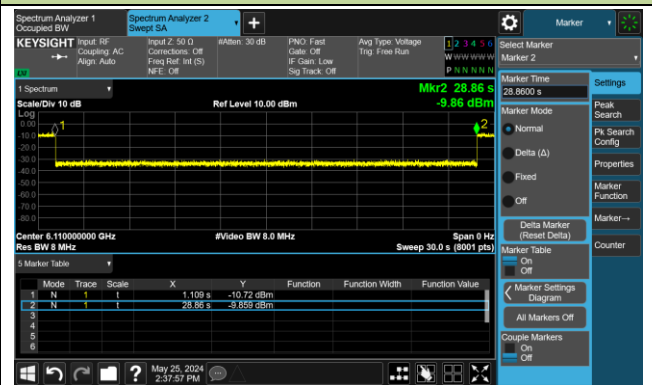 Spectrum Analyzer 1
Occupied BW
Spectrum Analyzer 2
Swept SA
Marker
KEYSIGHT
Input: RF
Coupling: AC
Align: Auto
Input Z: 50 Ω
Corrections: Off
Freq Ref: Int (S)
NFE: Off
#Atten: 30 dB
PNO: Fast
Gate: Off
IF Gain: Low
Sig Track: Off
Avg Type: Voltage
Trig: Free Run
1 2 3 4 5 6
W W W W W W
P N N N N N
Select Marker
Marker 2
1 Spectrum
Scale/Div 10 dB
Ref Level 10.00 dBm
Mkr2 28.86 s
-9.86 dBm
Log
0.00
-10.0
-20.0
-30.0
-40.0
-50.0
-60.0
-70.0
-80.0
1
2
Center 6.110000000 GHz
Res BW 8 MHz
#Video BW 8.0 MHz
Span 0 Hz
Sweep 30.0 s (8001 pts)
5 Marker Table
Mode Trace Scale X Y Function Function Width Function Value
1 N 1 t 1.109 s -10.72 dBm
2 N 1 t 28.86 s -9.859 dBm
3
4
5
6
Marker Time
28.8600 s
Marker Mode
Normal
Delta (Δ)
Fixed
Off
Delta Marker
(Reset Delta)
Marker Table
On
Off
Marker Settings
Diagram
All Markers Off
Couple Markers
On
Off
Settings
Peak
Search
Pk Search
Config
Properties
Marker
Function
Marker→
Counter
May 25, 2024
2:37:57 PM